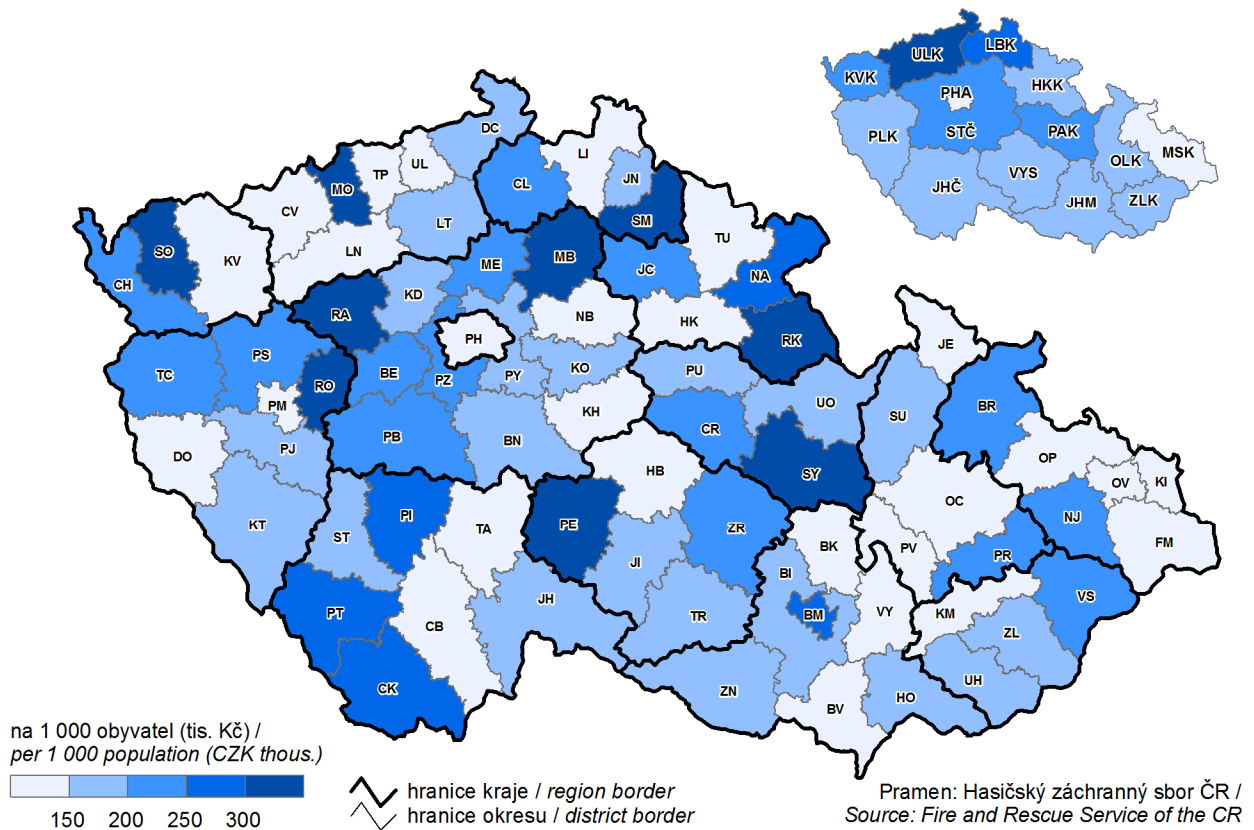 ULK LBK
KVK HKK
PHA
STČ PAK
PLK OLK MSK
VYS
JHČ JHM ZLK
DC
UL LI
MO TP CL JN
CV SM
LT TU
SO KV LN ME MB JC NA
CH KD
RA NB HK
PH RK JE
PS
TC RO BE PZ PY KO PU
PM KH UO SU BR
PB CR
DO PJ BN
HB SY OP
OC OV KI
KT ST PI TA PE ZR NJ
BK PV PR FM
JI BI
PT CB JH TR BM VY KM VS
ZL
CK ZN UH
BV HO
na 1 000 obyvatel (tis. Kč) /
per 1 000 population (CZK thous.)
150 200 250 300
hranice kraje / region border
hranice okresu / district border
Pramen: Hasičský záchranný sbor ČR /
Source: Fire and Rescue Service of the CR